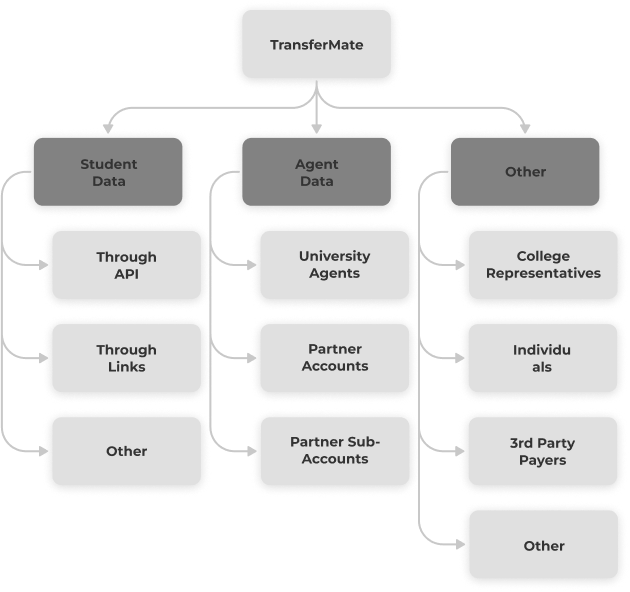 TransferMate
Student
Data
Agent
Data
Other
Through
API
University
Agents
College
Representatives
Through
Links
Partner
Accounts
Individu
als
Other
Partner Sub-
Accounts
3rd Party
Payers
Other